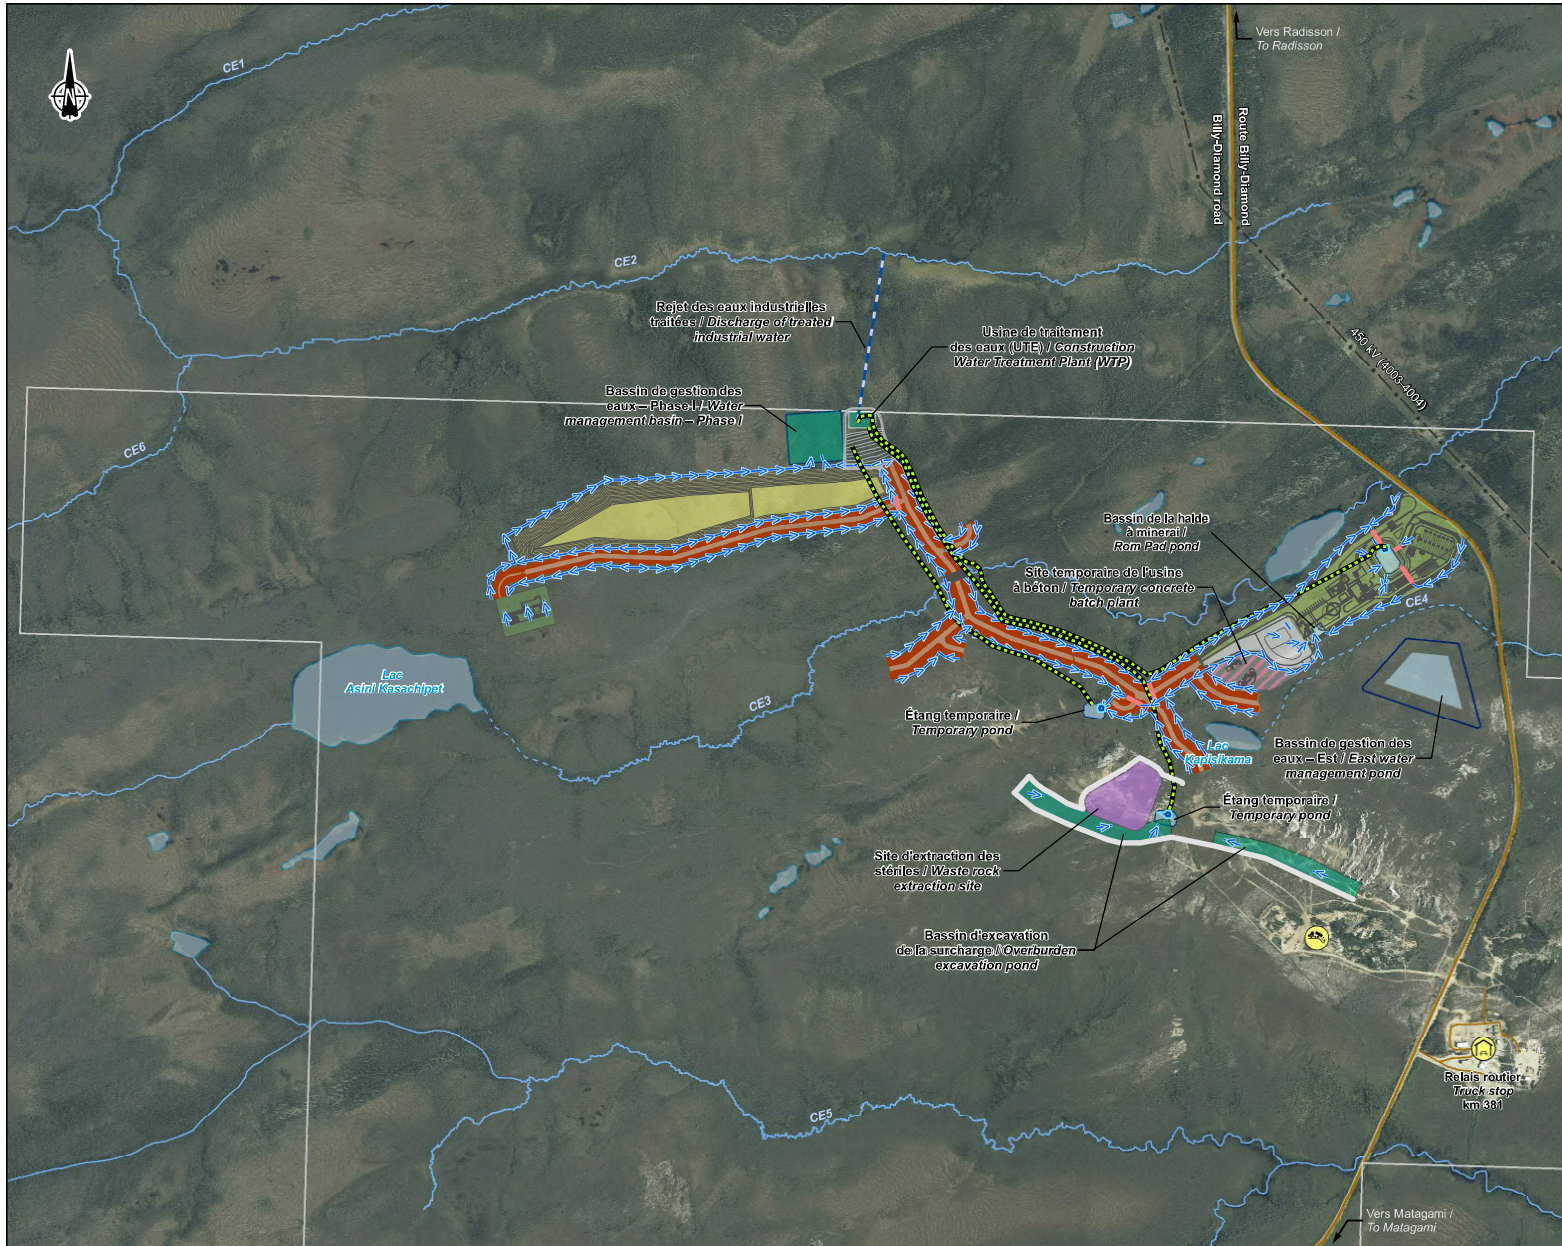 Vers Radisson /
To Radisson
CE1
N
Route Billy-Diamond
Billy-Diamond road
CE2
Rejet des eaux industrielles
traitées / Discharge of treated
industrial water
Usine de traitement
des eaux (UTE) / Construction
Water Treatment Plant (WTP)
450 kV (4003-4004)
Bassin de gestion des
eaux – Phase I / Water
management basin – Phase I
CE6
Bassin de la halde
à minerai /
Rom Pad pond
Site temporaire de l'usine
à béton / Temporary concrete
batch plant
CE4
Lac
Asini Kasachipet
CE3
Étang temporaire /
Temporary pond
Lac
Kapisikama
Bassin de gestion des
eaux – Est / East water
management pond
Étang temporaire /
Temporary pond
Site d'extraction des
stériles / Waste rock
extraction site
Bassin d'excavation
de la surcharge / Overburden
excavation pond
Relais routier
Truck stop
km 381
CE5
Vers Matagami /
To Matagami